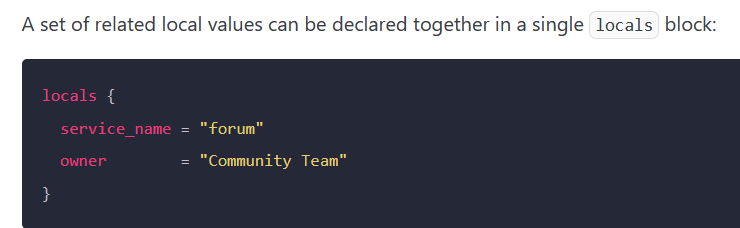 A set of related local values can be declared together in a single locals block:
locals {
  service_name = "forum"
  owner        = "Community Team"
}